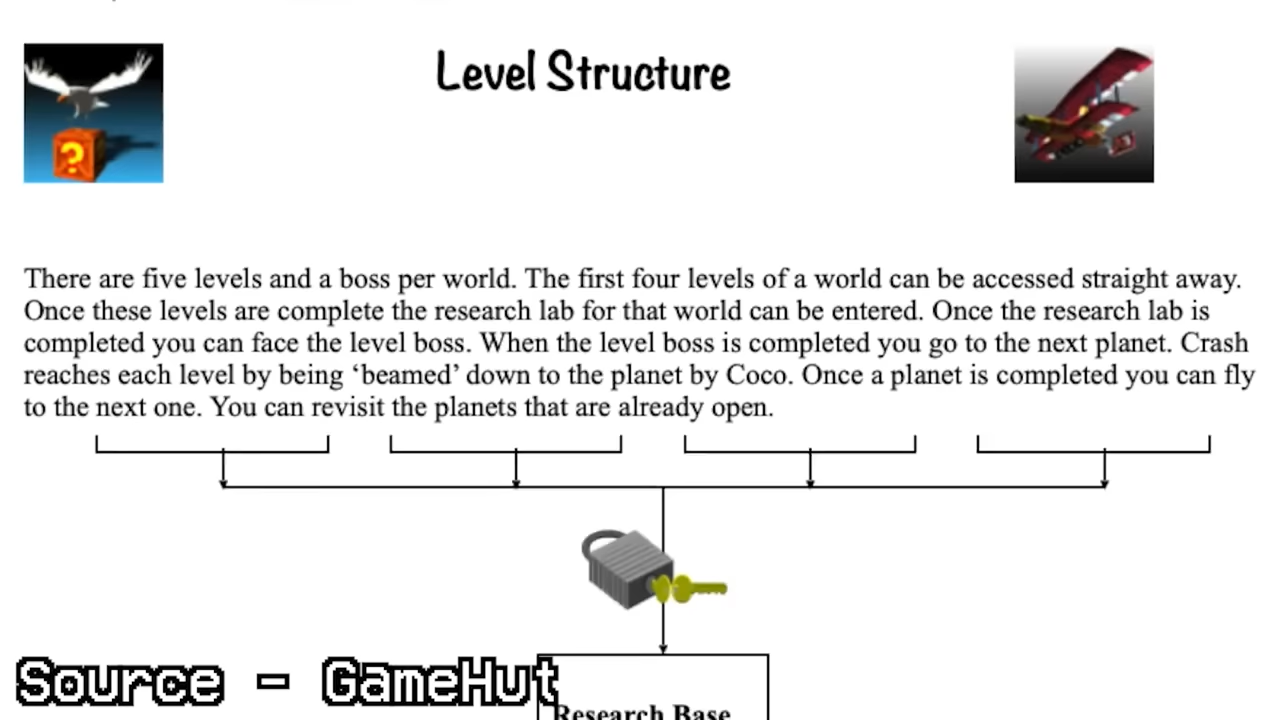 Level Structure
?
There are five levels and a boss per world. The first four levels of a world can be accessed straight away.
Once these levels are complete the research lab for that world can be entered. Once the research lab is
completed you can face the level boss. When the level boss is completed you go to the next planet. Crash
reaches each level by being ‘beamed’ down to the planet by Coco. Once a planet is completed you can fly
to the next one. You can revisit the planets that are already open.
Source - GameHut
Research Base